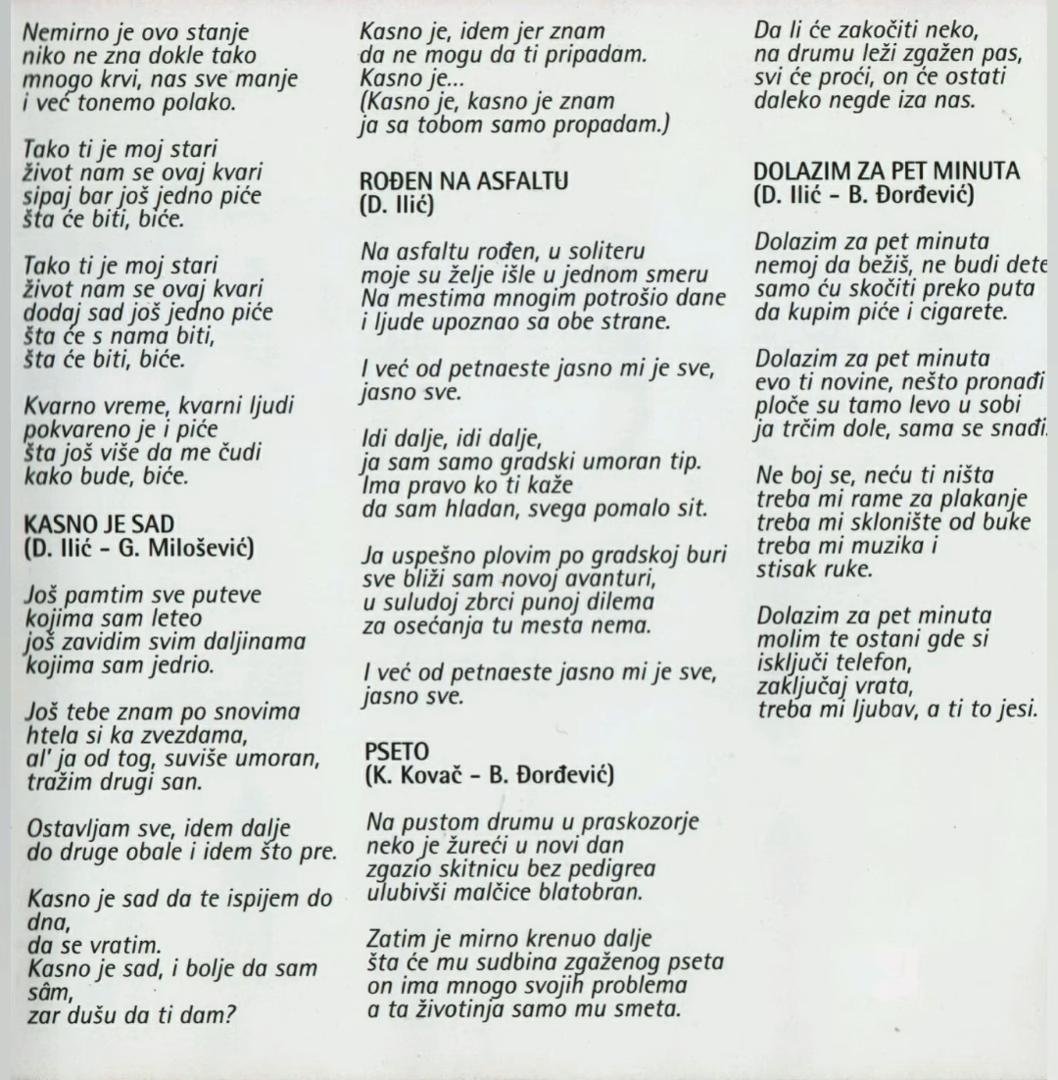 Nemirno je ovo stanje
niko ne zna dokle tako
mnogo krvi, nas sve manje
i već tonemo polako.
Tako ti je moj stari
život nam se ovaj kvari
sipaj bar još jedno piće
šta će biti, biće.
Tako ti je moj stari
život nam se ovaj kvari
dodaj sad još jedno piće
šta će s nama biti,
šta će biti, biće.
Kvarno vreme, kvarni ljudi
pokvareno je i piće
šta još više da me čudi
kako bude, biće.
KASNO JE SAD
(D. Ilić - G. Milošević)
Još pamtim sve puteve
kojima sam leteo
još zavidim svim daljinama
kojima sam jedrio.
Još tebe znam po snovima
htela si ka zvezdama,
al' ja od tog, suviše umoran,
tražim drugi san.
Ostavljam sve, idem dalje
do druge obale i idem što pre.
Kasno je sad da te ispijem do
dna,
da se vratim.
Kasno je sad, i bolje da sam
sâm,
zar dušu da ti dam?
Kasno je, idem jer znam
da ne mogu da ti pripadam.
Kasno je...
(Kasno je, kasno je znam
ja sa tobom samo propadam.)
ROĐEN NA ASFALTU
(D. Ilić)
Na asfaltu rođen, u soliteru
moje su želje išle u jednom smeru
Na mestima mnogim potrošio dane
i ljude upoznao sa obe strane.
I već od petnaeste jasno mi je sve,
jasno sve.
Idi dalje, idi dalje,
ja sam samo gradski umoran tip.
Ima pravo ko ti kaže
da sam hladan, svega pomalo sit.
Ja uspešno plovim po gradskoj buri
sve bliži sam novoj avanturi,
u suludoj zbrci punoj dilema
za osećanja tu mesta nema.
I već od petnaeste jasno mi je sve,
jasno sve.
PSETO
(K. Kovač - B. Đorđević)
Na pustom drumu u praskozorje
neko je žureći u novi dan
zgazio skitnicu bez pedigrea
ulubivši malčice blatobran.
Zatim je mirno krenuo dalje
šta će mu sudbina zgaženog pseta
on ima mnogo svojih problema
a ta životinja samo mu smeta.
Da li će zakočiti neko,
na drumu leži zgažen pas,
svi će proći, on će ostati
daleko negde iza nas.
DOLAZIM ZA PET MINUTA
(D. Ilić - B. Đorđević)
Dolazim za pet minuta
nemoj da bežiš, ne budi dete
samo ću skočiti preko puta
da kupim piće i cigarete.
Dolazim za pet minuta
evo ti novine, nešto pronađi
ploče su tamo levo u sobi
ja trčim dole, sama se snađi.
Ne boj se, neću ti ništa
treba mi rame za plakanje
treba mi sklonište od buke
treba mi muzika i
stisak ruke.
Dolazim za pet minuta
molim te ostani gde si
isključi telefon,
zaključaj vrata,
treba mi ljubav, a ti to jesi.